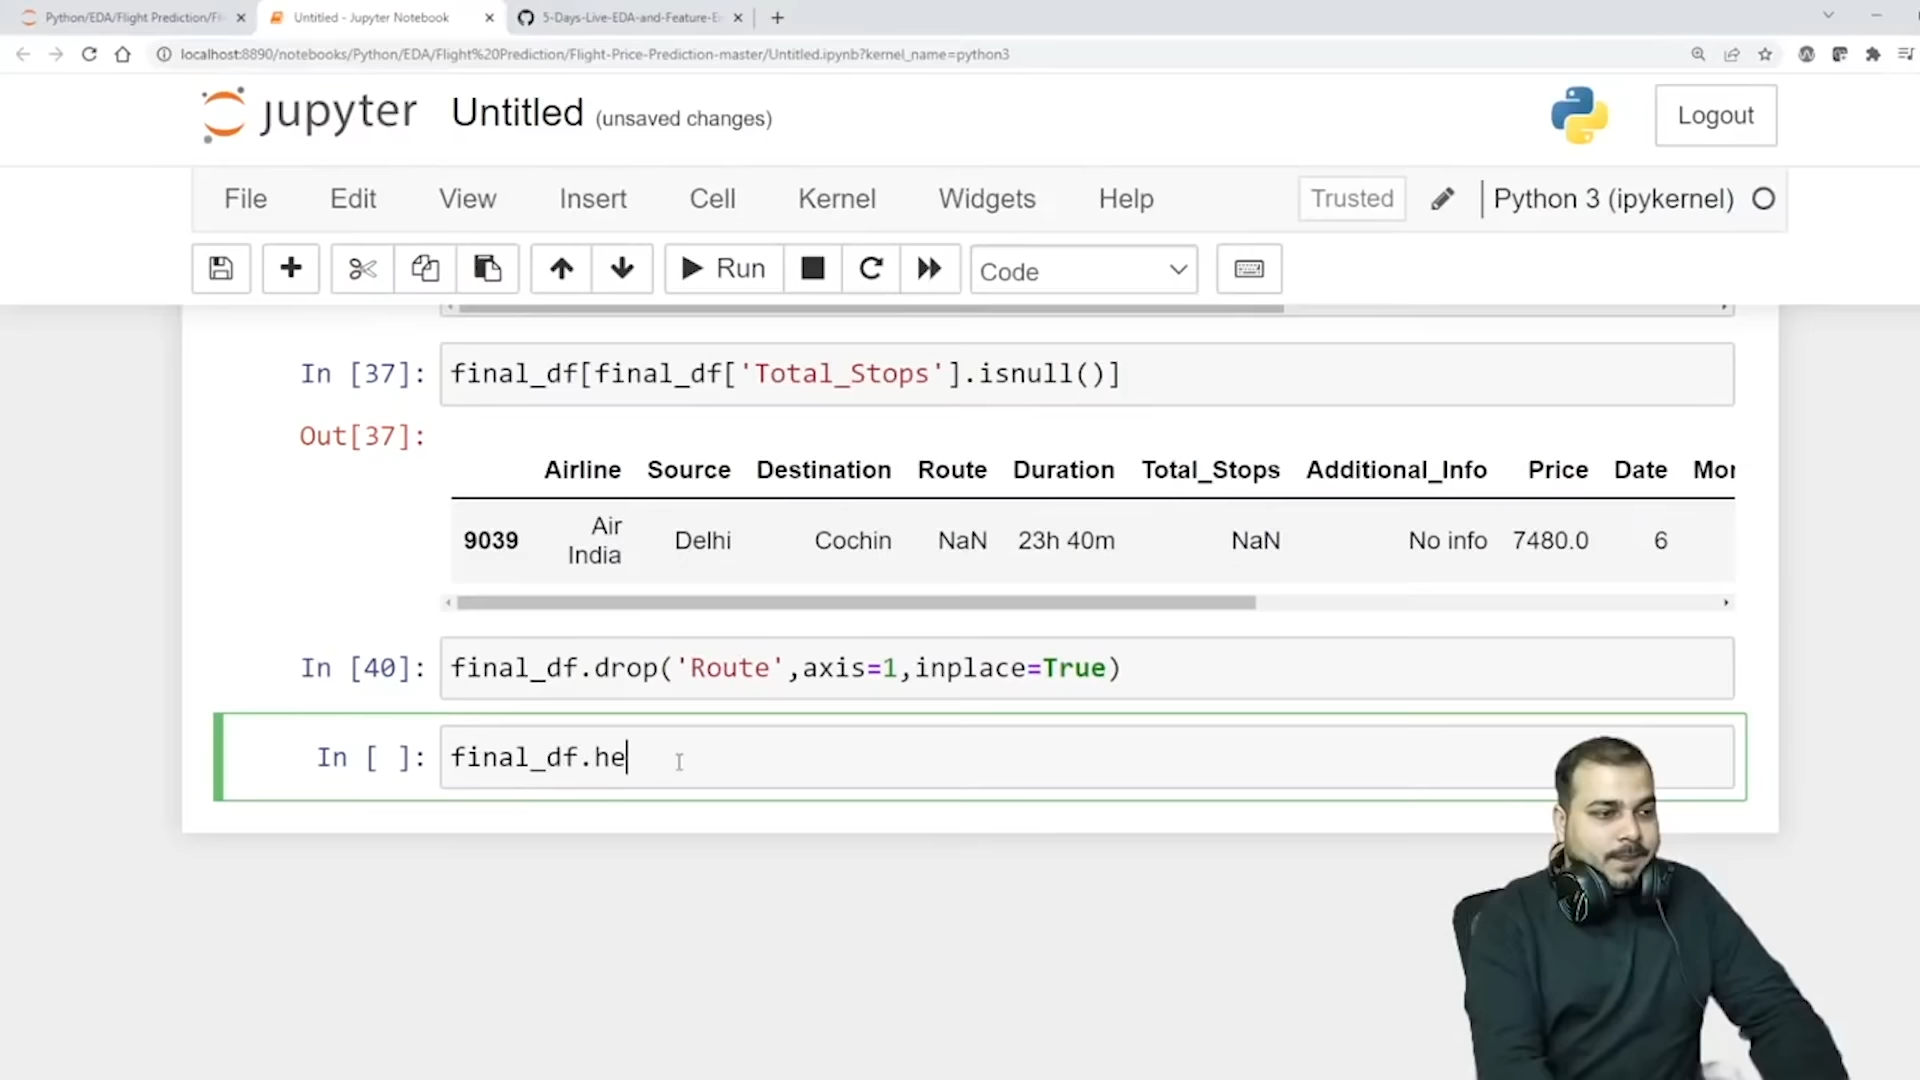 Python/EDA/Flight Prediction/Fl
Untitled - Jupyter Notebook
5-Days-Live-EDA-and-Feature-E
localhost:8890/notebooks/Python/EDA/Flight%20Prediction/Flight-Price-Prediction-master/Untitled.ipynb?kernel_name=python3
jupyter Untitled (unsaved changes)
Logout
File Edit View Insert Cell Kernel Widgets Help
Trusted
Python 3 (ipykernel)
Run
Code
In [37]: final_df[final_df['Total_Stops'].isnull()]
Out[37]:
Airline Source Destination Route Duration Total_Stops Additional_Info Price Date Mor
9039 Air India Delhi Cochin NaN 23h 40m NaN No info 7480.0 6
In [40]: final_df.drop('Route',axis=1,inplace=True)
In [ ]: final_df.he